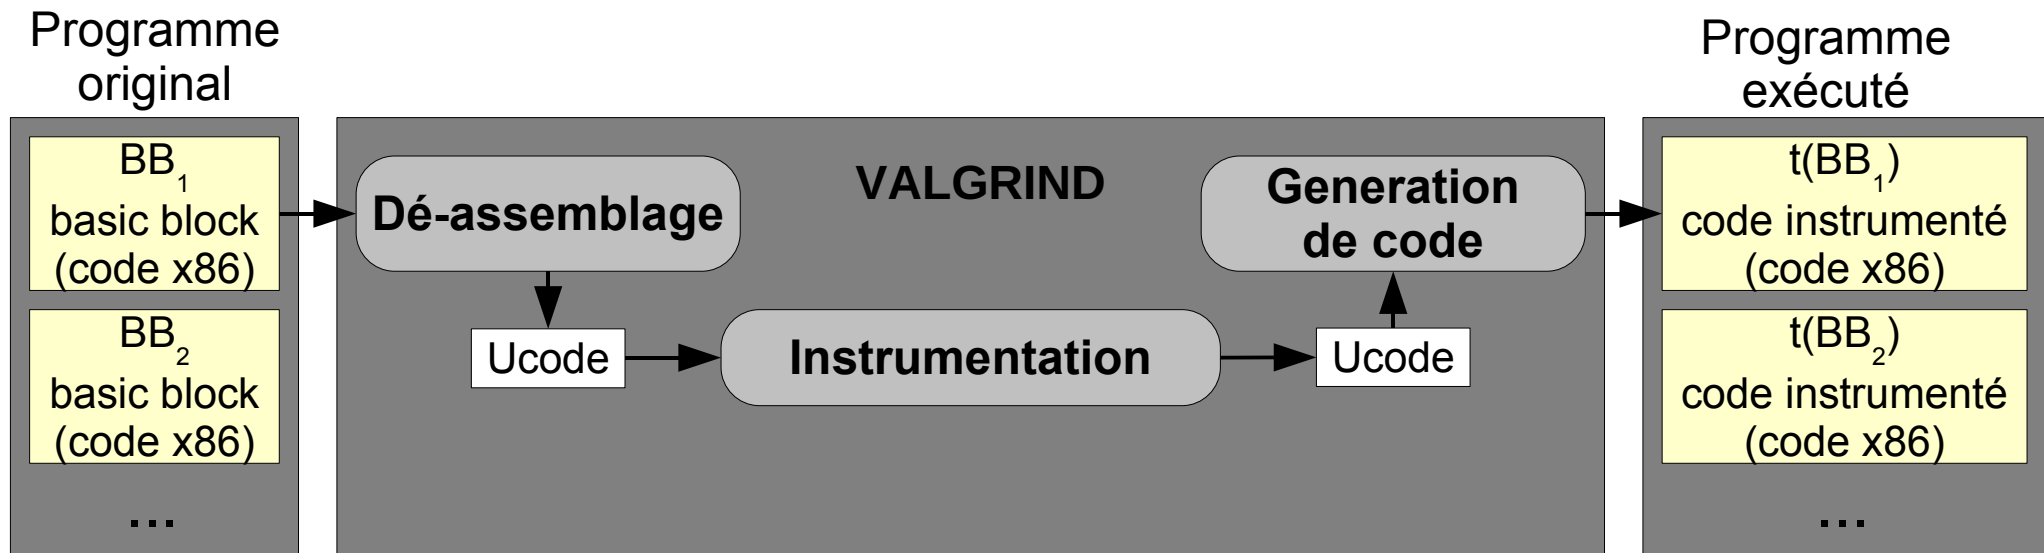 Programme
original
BB1
basic block
(code x86)
BB2
basic block
(code x86)
...
VALGRIND
Dé-assemblage
Ucode
Instrumentation
Ucode
Generation
de code
Programme
exécuté
t(BB1)
code instrumenté
(code x86)
t(BB2)
code instrumenté
(code x86)
...